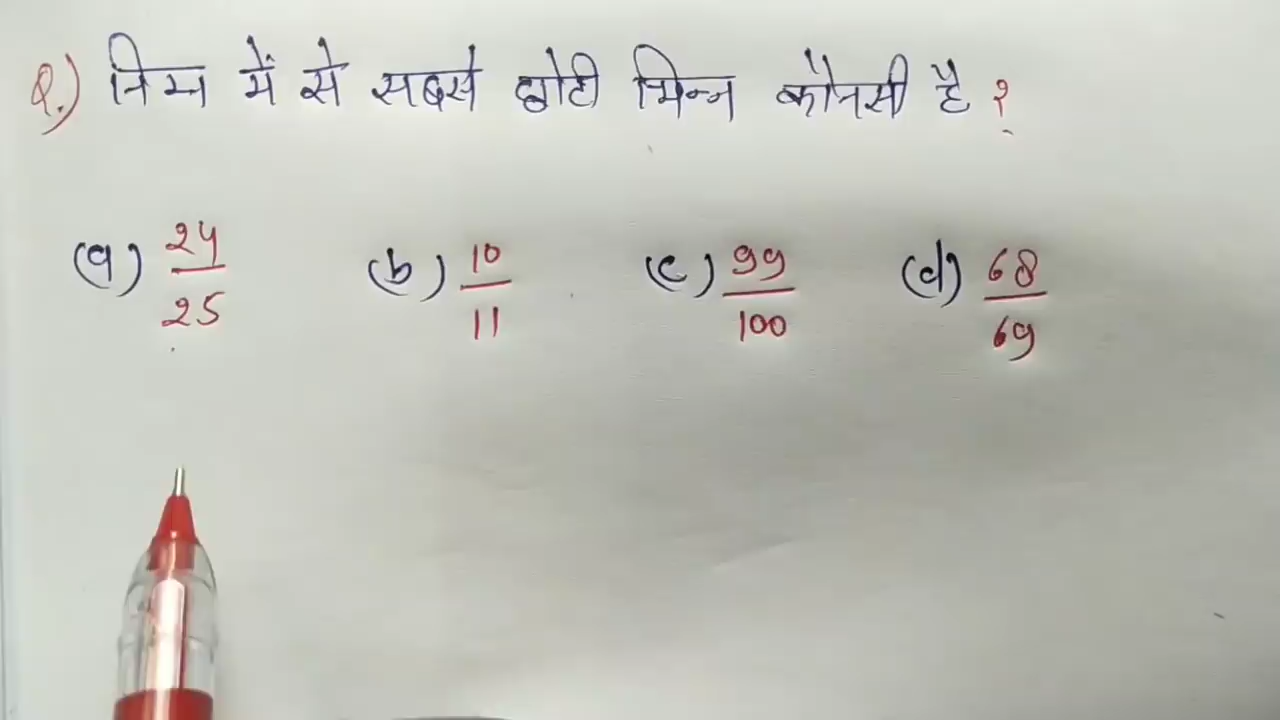 Q.) निम्न में से सबसे छोटी भिन्न कौनसी है ?
(a) 24/25 (b) 10/11 (c) 99/100 (d) 68/69